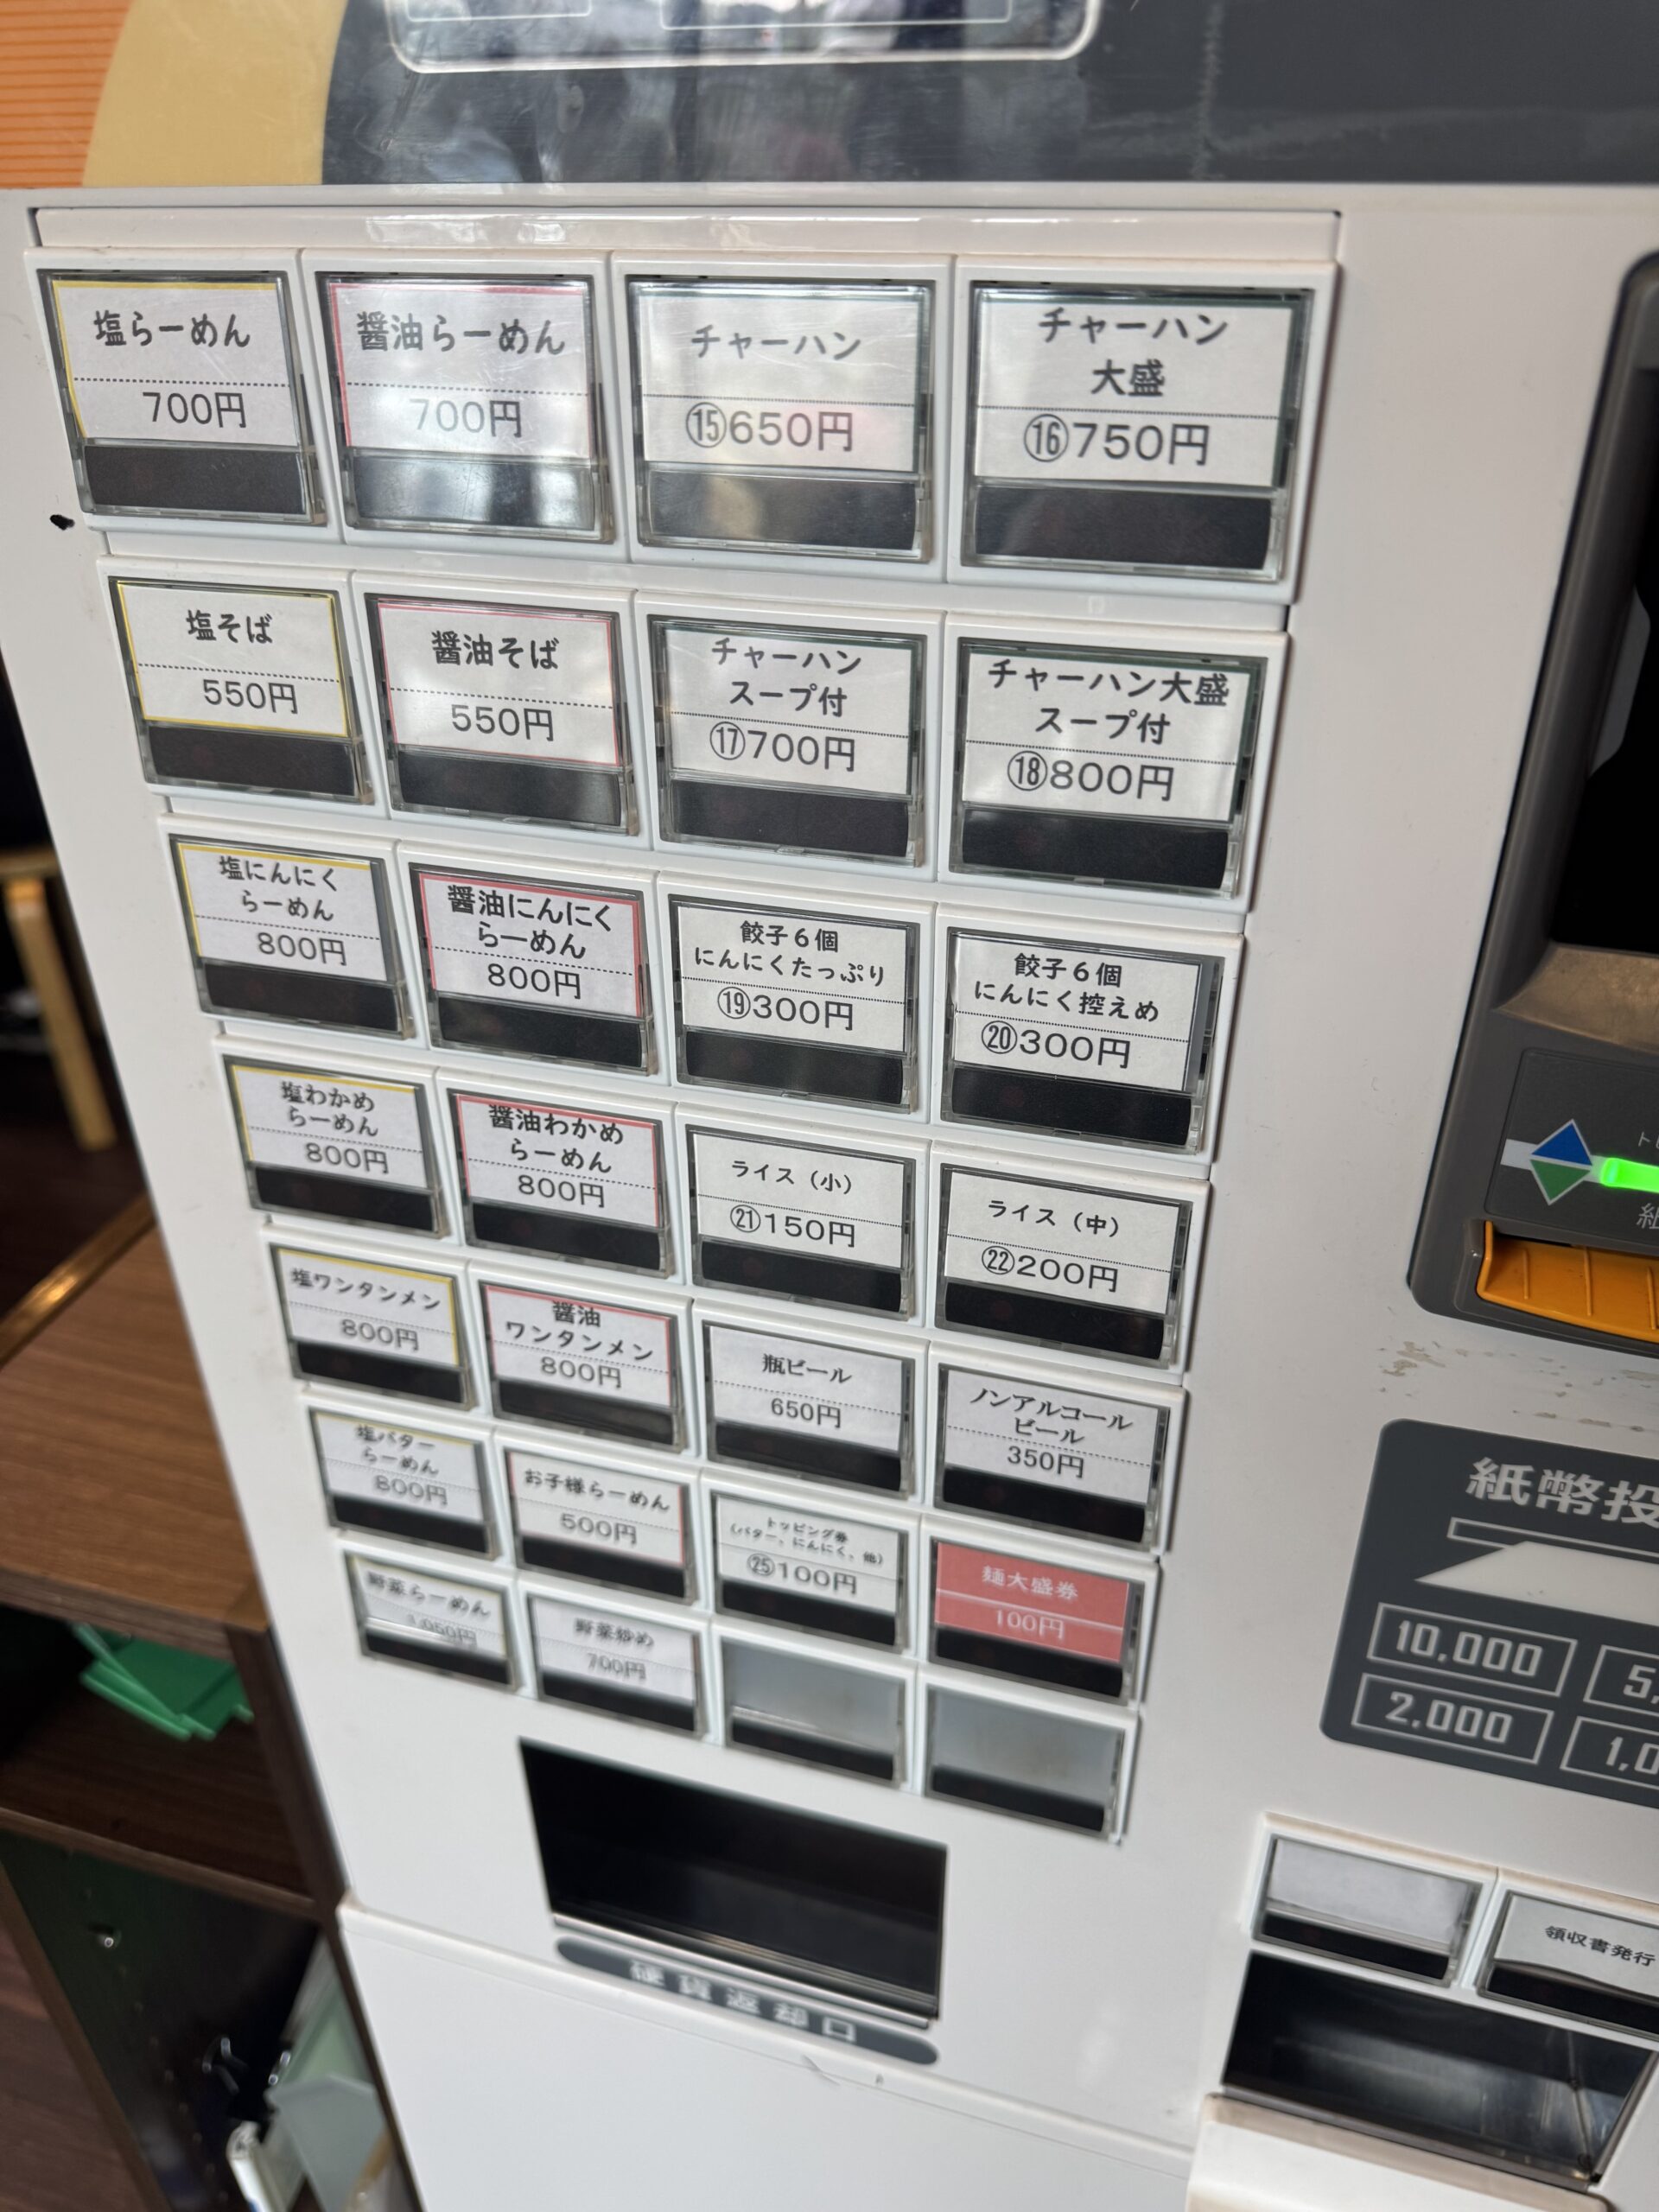 塩らーめん
700円
醤油らーめん
700円
チャーハン
⑮650円
チャーハン
大盛
⑯750円
塩そば
550円
醤油そば
550円
チャーハン
スープ付
⑰700円
チャーハン大盛
スープ付
⑱800円
塩にんにく
らーめん
800円
醤油にんにく
らーめん
800円
餃子6個
にんにくたっぷり
⑲300円
餃子6個
にんにく控えめ
⑳300円
塩わかめ
らーめん
800円
醤油わかめ
らーめん
800円
ライス(小)
㉑150円
ライス(中)
㉒200円
塩ワンタンメン
800円
醤油
ワンタンメン
800円
瓶ビール
650円
ノンアルコール
ビール
350円
塩バター
らーめん
800円
お子様らーめん
500円
トッピング券
(バター、にんにく、他)
㉕100円
麺大盛券
100円
野菜らーめん
1,050円
野菜炒め
700円
硬貨返却口
紙幣投
10,000
5,
2,000
1,0
領収書発行